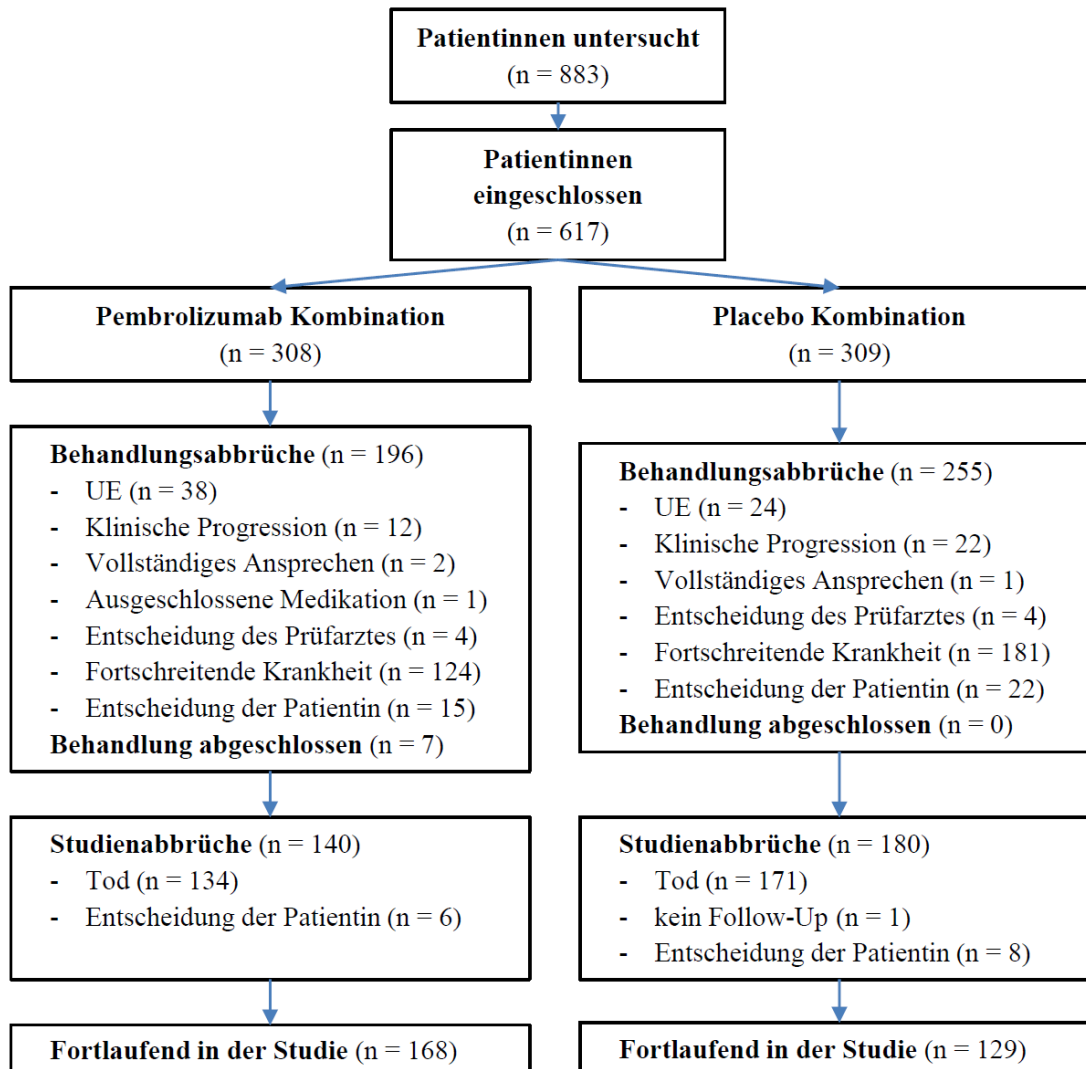 Patientinnen untersucht
(n = 883)
Patientinnen
eingeschlossen
(n = 617)
Pembrolizumab Kombination
(n = 308)
Placebo Kombination
(n = 309)
Behandlungsabbrüche (n = 196)
- UE (n = 38)
- Klinische Progression (n = 12)
- Vollständiges Ansprechen (n = 2)
- Ausgeschlossene Medikation (n = 1)
- Entscheidung des Prüfarztes (n = 4)
- Fortschreitende Krankheit (n = 124)
- Entscheidung der Patientin (n = 15)
Behandlung abgeschlossen (n = 7)
Behandlungsabbrüche (n = 255)
- UE (n = 24)
- Klinische Progression (n = 22)
- Vollständiges Ansprechen (n = 1)
- Entscheidung des Prüfarztes (n = 4)
- Fortschreitende Krankheit (n = 181)
- Entscheidung der Patientin (n = 22)
Behandlung abgeschlossen (n = 0)
Studienabbrüche (n = 140)
- Tod (n = 134)
- Entscheidung der Patientin (n = 6)
Studienabbrüche (n = 180)
- Tod (n = 171)
- kein Follow-Up (n = 1)
- Entscheidung der Patientin (n = 8)
Fortlaufend in der Studie (n = 168)
Fortlaufend in der Studie (n = 129)